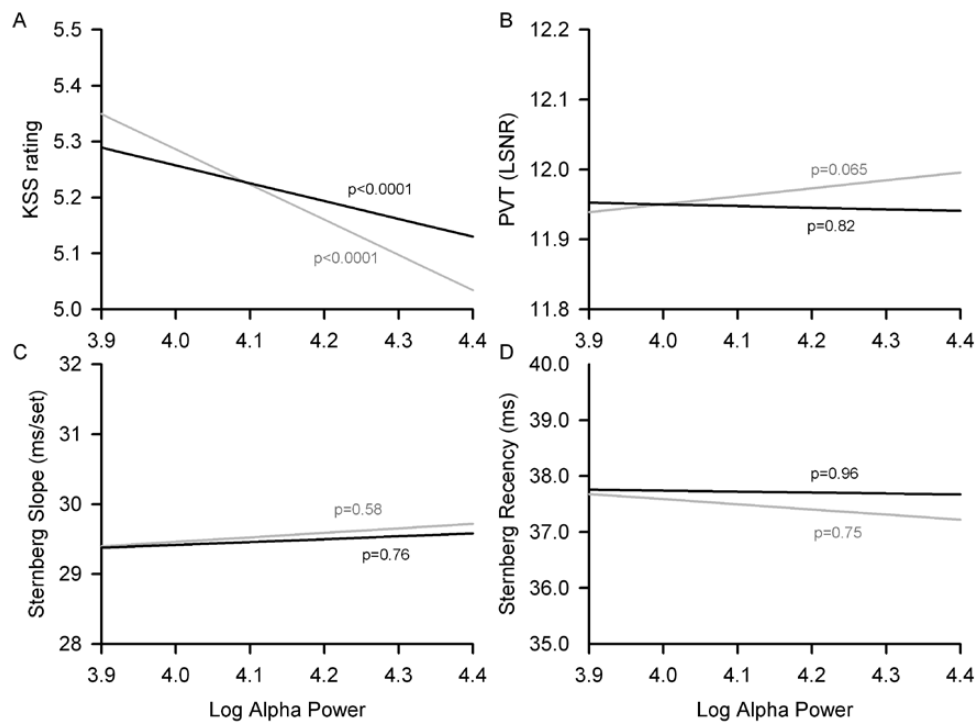 A
KSS rating
5.5
5.4
5.3
5.2
5.1
5.0
p<0.0001
p<0.0001
3.9 4.0 4.1 4.2 4.3 4.4
B
PVT (LSNR)
12.2
12.1
12.0
11.9
11.8
p=0.065
p=0.82
3.9 4.0 4.1 4.2 4.3 4.4
C
Sternberg Slope (ms/set)
32
31
30
29
28
p=0.58
p=0.76
3.9 4.0 4.1 4.2 4.3 4.4
Log Alpha Power
D
Sternberg Recency (ms)
40.0
39.0
38.0
37.0
36.0
35.0
p=0.96
p=0.75
3.9 4.0 4.1 4.2 4.3 4.4
Log Alpha Power